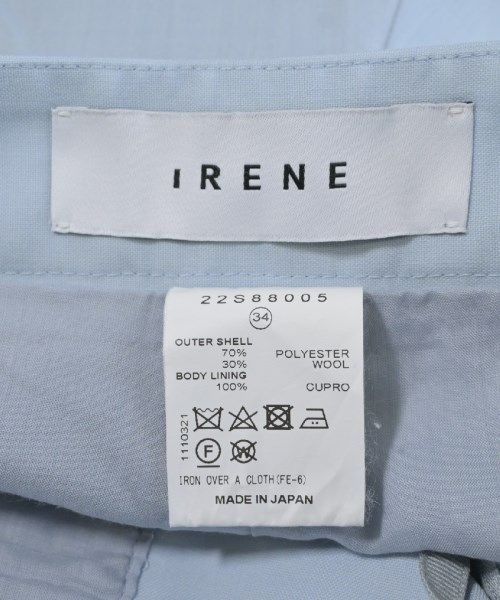 IRENE
22S88005
34
OUTER SHELL
70% POLYESTER
30% WOOL
BODY LINING
100% CUPRO
1110321
F W
IRON OVER A CLOTH(FE-6)
MADE IN JAPAN